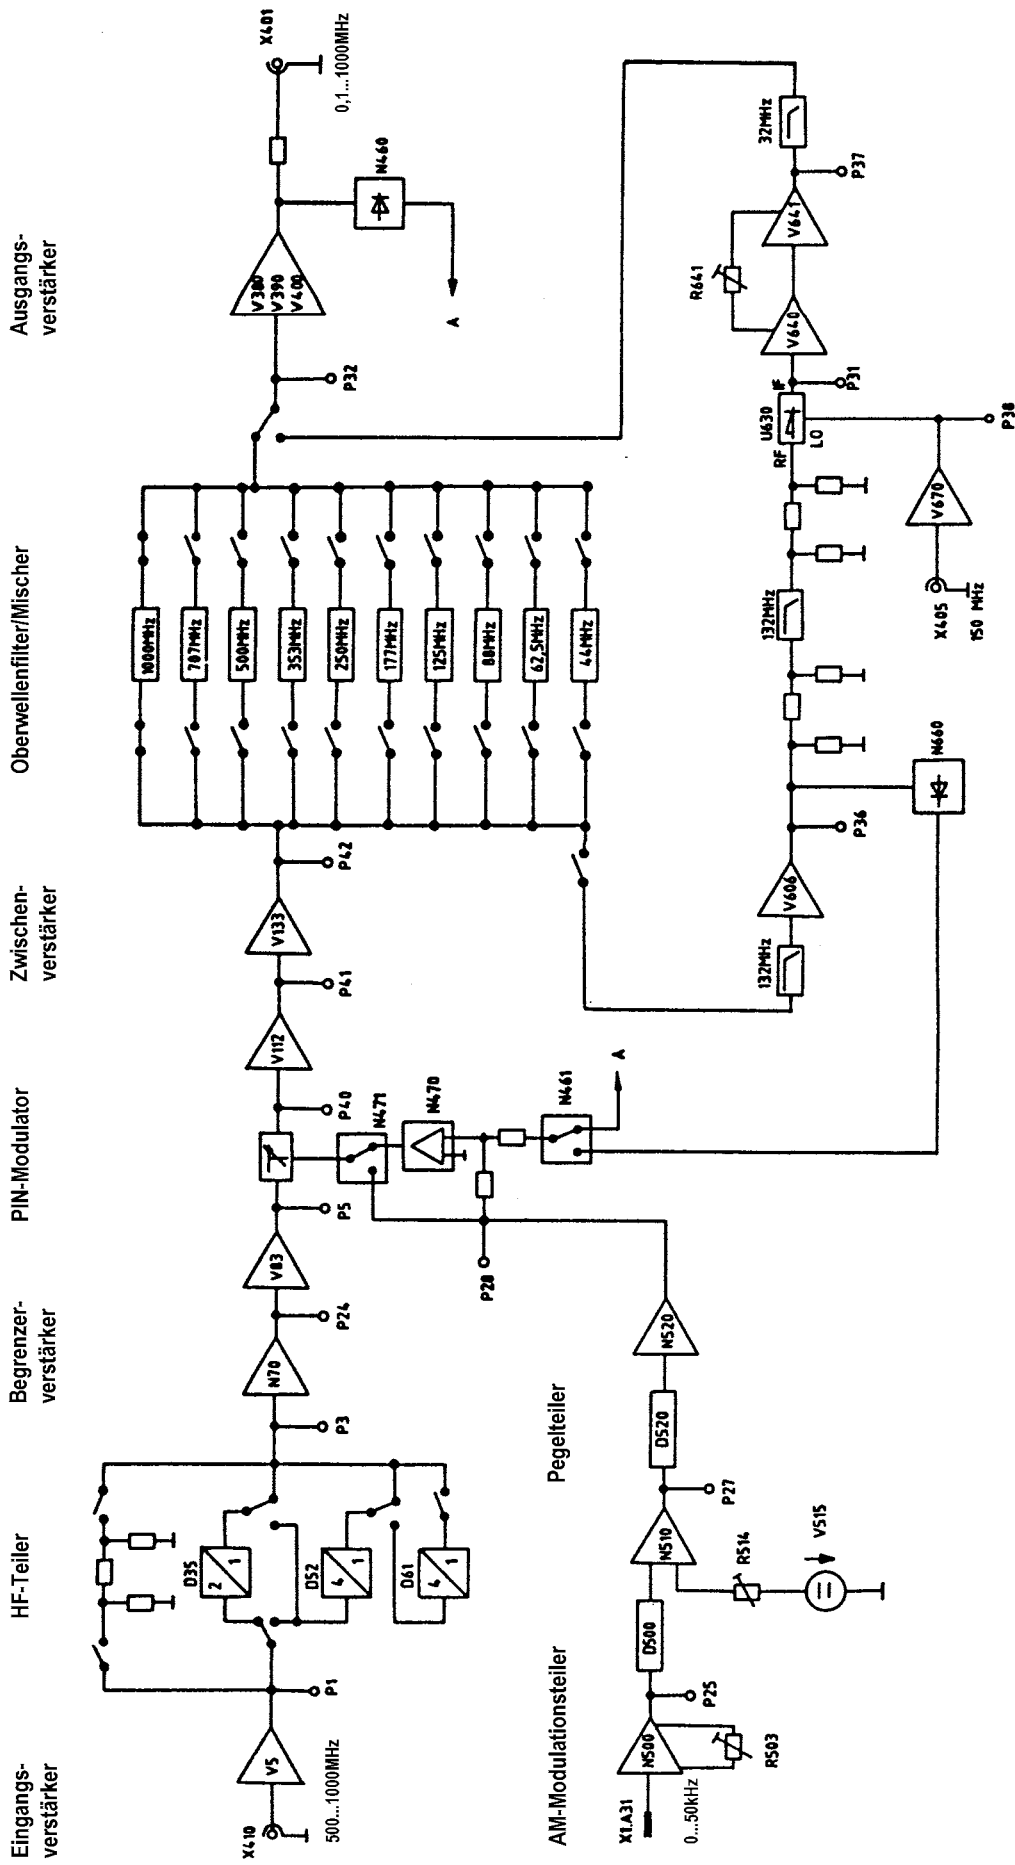 Eingangs-
verstärker
HF-Teiler
Begrenzer-
verstärker
PIN-Modulator
Zwischen-
verstärker
Oberwellenfilter/Mischer
Ausgangs-
verstärker
X410
500...1000MHz
V5
P1
D35
2
1
D52
4
1
D61
4
1
P3
N70
P24
V83
P5
P40
V112
P41
V133
P42
1000MHz
707MHz
500MHz
353MHz
250MHz
177MHz
125MHz
88MHz
62,5MHz
44MHz
P32
V380
V390
V400
N460
A
X401
0,1...1000MHz
N471
N470
N461
A
P28
AM-Modulationsteiler
Pegelteiler
X1.A31
0...50kHz
N500
R503
P25
D500
N510
R514
V515
P27
D520
N520
132MHz
V606
P36
N660
132MHz
RF
U630
IF
LO
P31
V670
X405
150 MHz
P38
V640
R641
V641
P37
32MHz